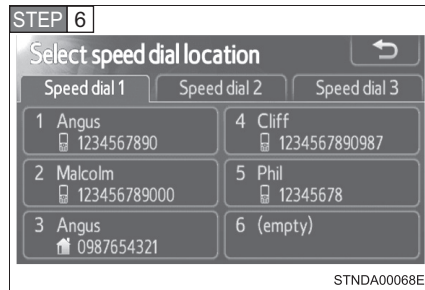 STEP 6
Select speed dial location
Speed dial 1 Speed dial 2 Speed dial 3
1 Angus
1234567890
2 Malcolm
123456789000
3 Angus
0987654321
4 Cliff
1234567890987
5 Phil
12345678
6 (empty)
STNDA00068E